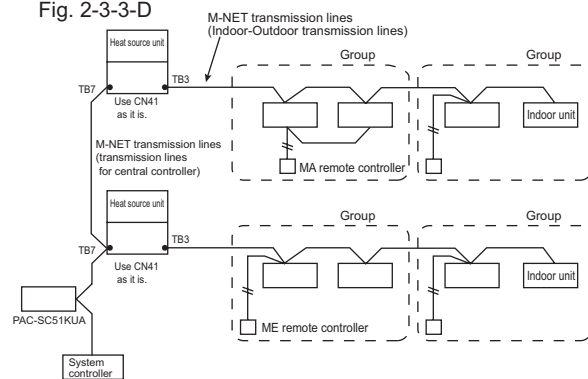 Fig. 2-3-3-D
M-NET transmission lines
(Indoor-Outdoor transmission lines)
Heat source unit
TB7
TB3
Use CN41
as it is.
Group
Group
Indoor unit
MA remote controller
M-NET transmission lines
(transmission lines
for central controller)
Heat source unit
TB7
TB3
Use CN41
as it is.
Group
Group
Indoor unit
ME remote controller
PAC-SC51KUA
System
controller